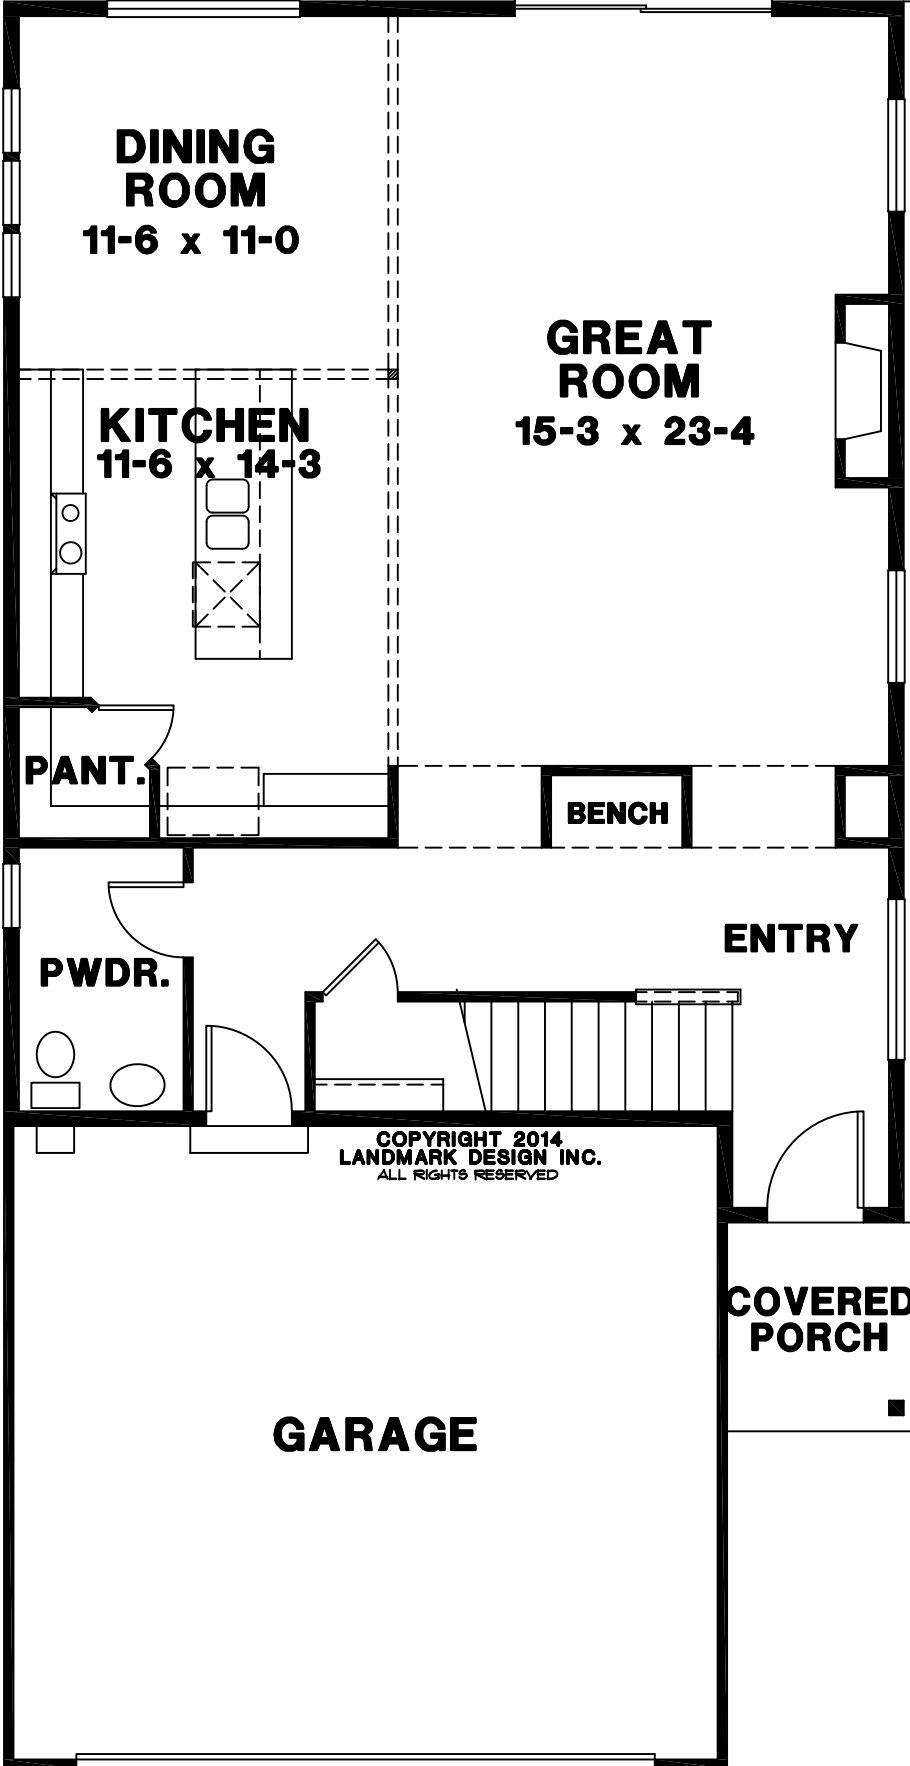 DINING
ROOM
11-6 x 11-0
GREAT
ROOM
15-3 x 23-4
KITCHEN
11-6 x 14-3
PANT.
BENCH
ENTRY
PWDR.
COPYRIGHT 2014
LANDMARK DESIGN INC.
ALL RIGHTS RESERVED
COVERED
PORCH
GARAGE